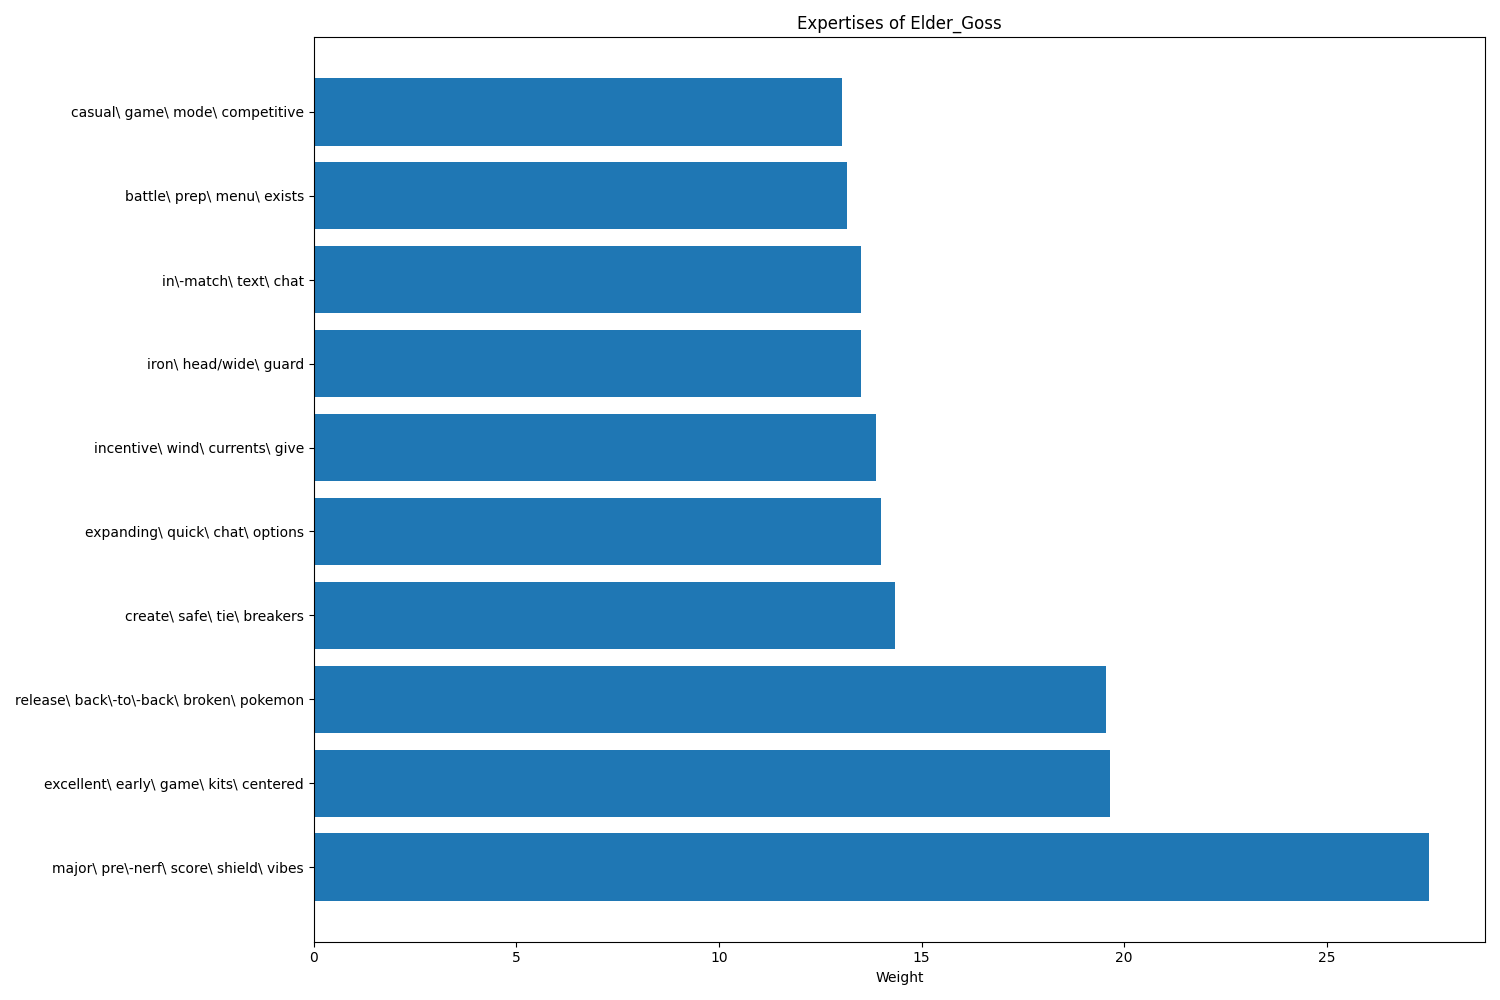 Expertises of Elder_Goss
casual\ game\ mode\ competitive
battle\ prep\ menu\ exists
in\-match\ text\ chat
iron\ head/wide\ guard
incentive\ wind\ currents\ give
expanding\ quick\ chat\ options
create\ safe\ tie\ breakers
release\ back\-to\-back\ broken\ pokemon
excellent\ early\ game\ kits\ centered
major\ pre\-nerf\ score\ shield\ vibes
0 5 10 15 20 25
Weight